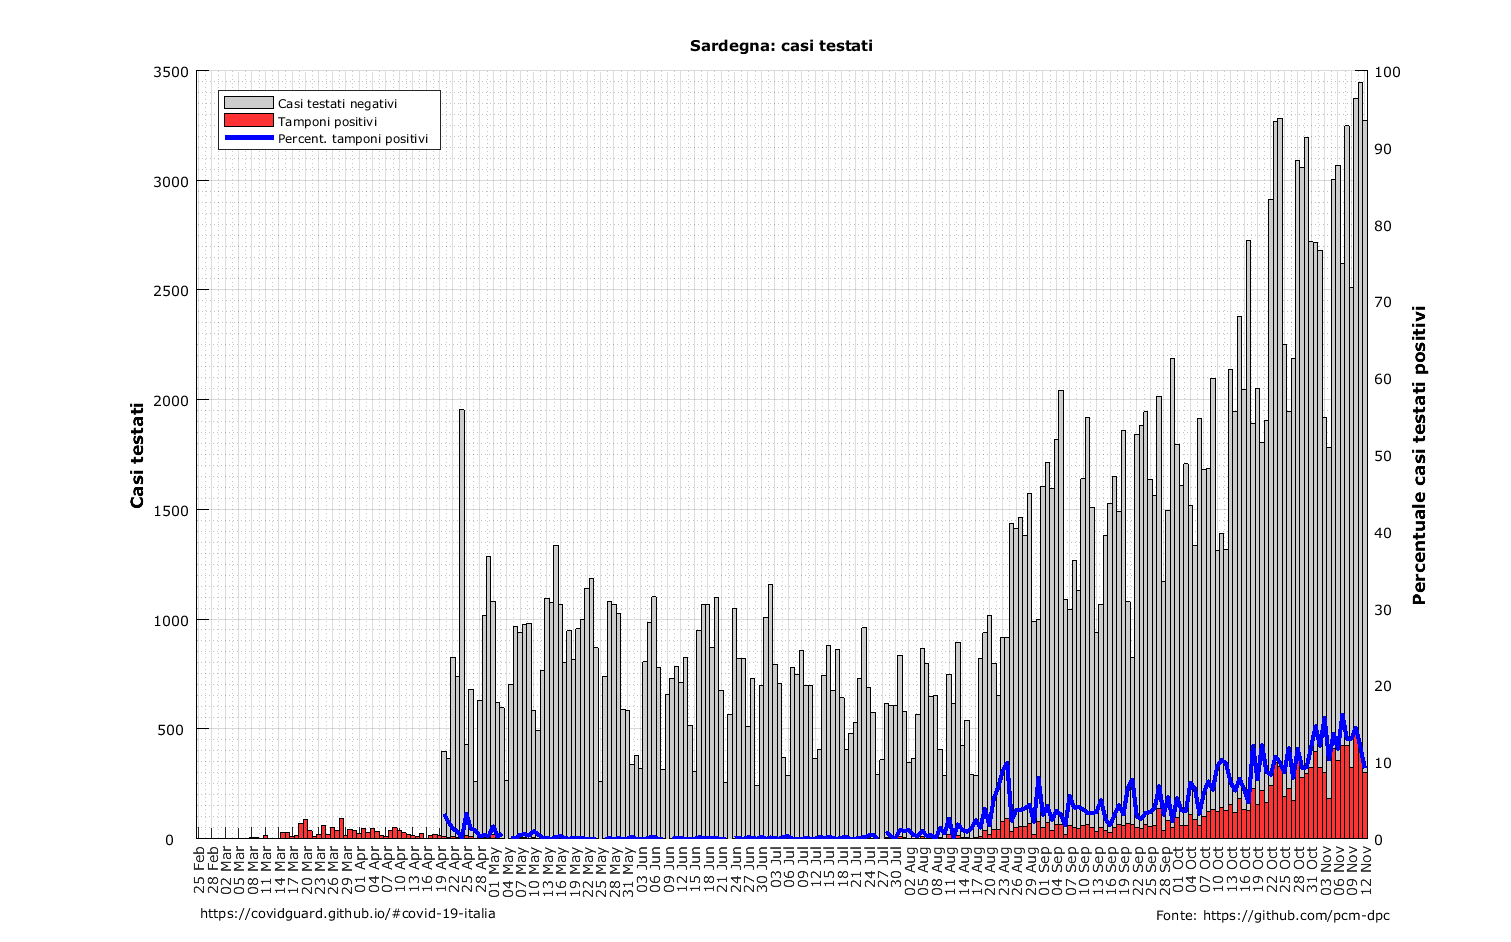 Sardegna: casi testati
Casi testati negativi
Tamponi positivi
Percent. tamponi positivi
Casi testati
3500
3000
2500
2000
1500
1000
500
0
100
90
80
70
60
50
40
30
20
10
0
Percentuale casi testati positivi
25 Feb
28 Feb
02 Mar
05 Mar
08 Mar
11 Mar
14 Mar
17 Mar
20 Mar
23 Mar
26 Mar
29 Mar
01 Apr
04 Apr
07 Apr
10 Apr
13 Apr
16 Apr
19 Apr
22 Apr
25 Apr
28 Apr
01 May
04 May
07 May
10 May
13 May
16 May
19 May
22 May
25 May
28 May
31 May
03 Jun
06 Jun
09 Jun
12 Jun
15 Jun
18 Jun
21 Jun
24 Jun
27 Jun
30 Jun
03 Jul
06 Jul
09 Jul
12 Jul
15 Jul
18 Jul
21 Jul
24 Jul
27 Jul
30 Jul
02 Aug
05 Aug
08 Aug
11 Aug
14 Aug
17 Aug
20 Aug
23 Aug
26 Aug
29 Aug
01 Sep
04 Sep
07 Sep
10 Sep
13 Sep
16 Sep
19 Sep
22 Sep
25 Sep
28 Sep
01 Oct
04 Oct
07 Oct
10 Oct
13 Oct
16 Oct
19 Oct
22 Oct
25 Oct
28 Oct
31 Oct
03 Nov
06 Nov
09 Nov
12 Nov
https://covidguard.github.io/#covid-19-italia
Fonte: https://github.com/pcm-dpc